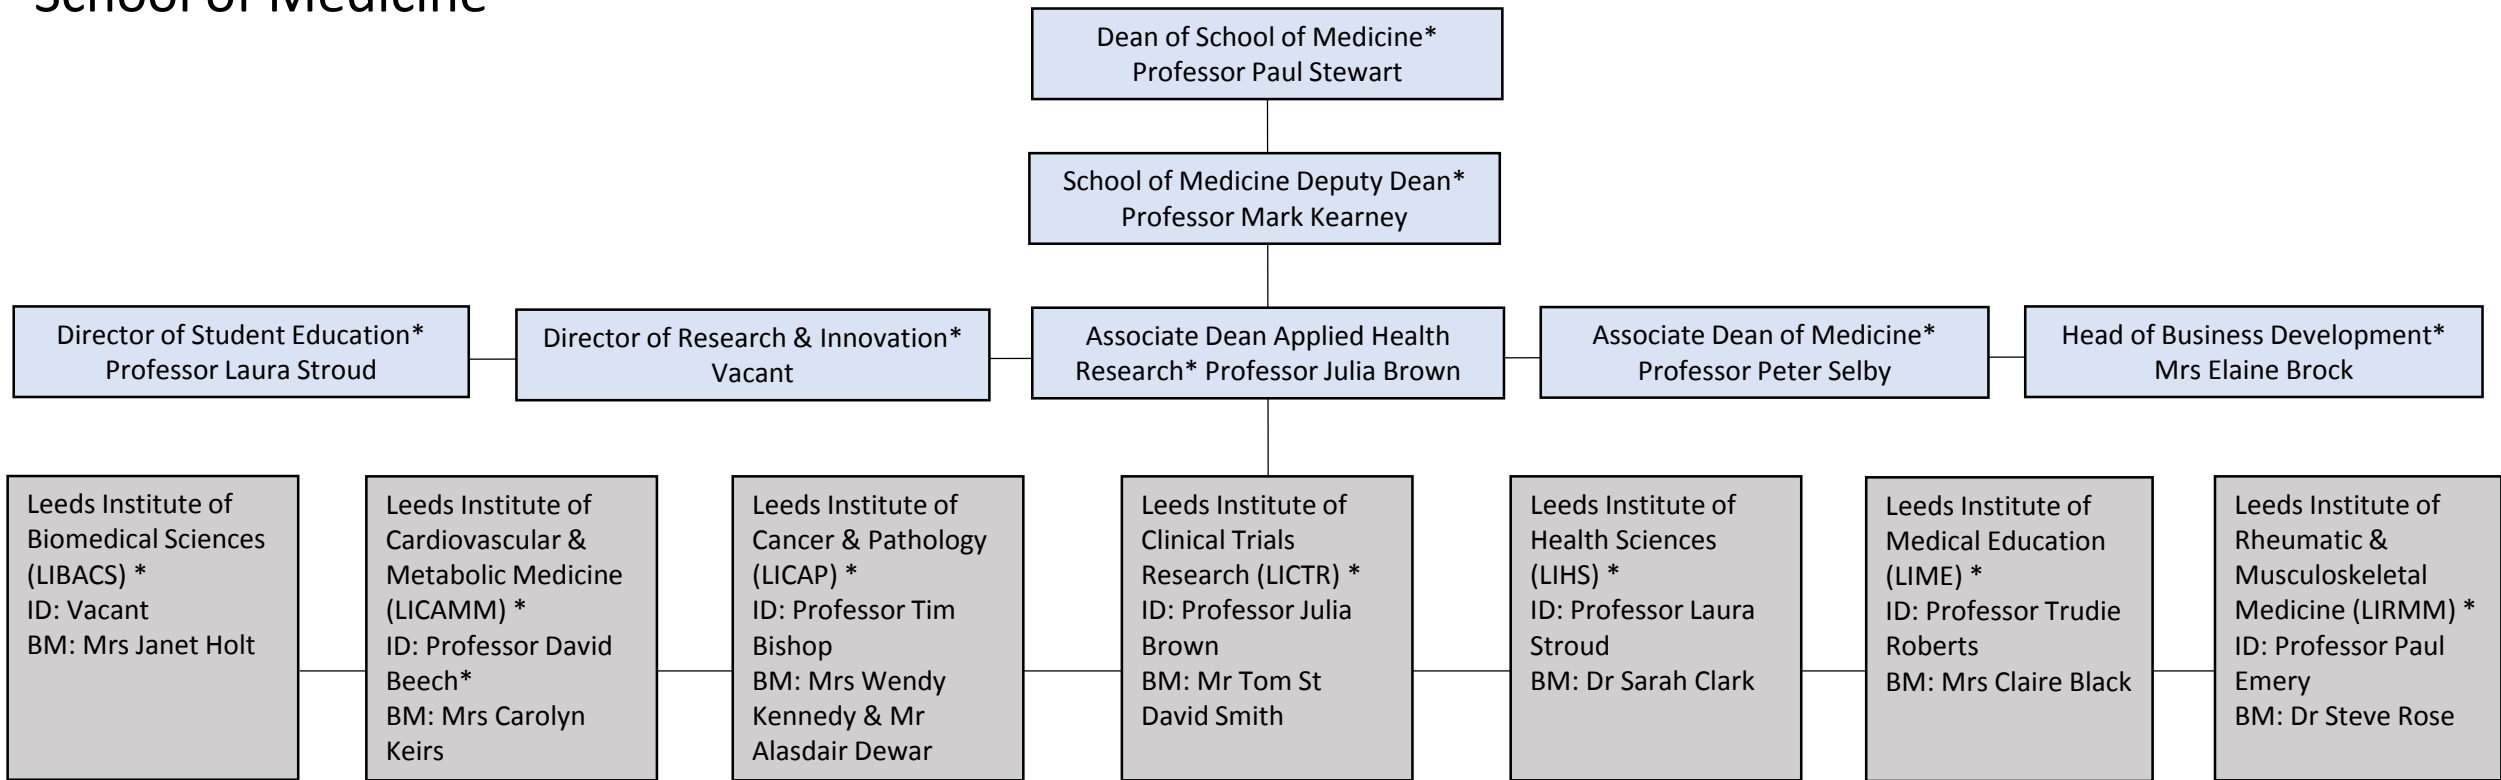 School of Medicine
Dean of School of Medicine*
Professor Paul Stewart
School of Medicine Deputy Dean*
Professor Mark Kearney
Director of Student Education*
Professor Laura Stroud
Director of Research & Innovation*
Vacant
Associate Dean Applied Health
Research* Professor Julia Brown
Associate Dean of Medicine*
Professor Peter Selby
Head of Business Development*
Mrs Elaine Brock
Leeds Institute of
Biomedical Sciences
(LIBACS) *
ID: Vacant
BM: Mrs Janet Holt
Leeds Institute of
Cardiovascular &
Metabolic Medicine
(LICAMM) *
ID: Professor David
Beech*
BM: Mrs Carolyn
Keirs
Leeds Institute of
Cancer & Pathology
(LICAP) *
ID: Professor Tim
Bishop
BM: Mrs Wendy
Kennedy & Mr
Alasdair Dewar
Leeds Institute of
Clinical Trials
Research (LICTR) *
ID: Professor Julia
Brown
BM: Mr Tom St
David Smith
Leeds Institute of
Health Sciences
(LIHS) *
ID: Professor Laura
Stroud
BM: Dr Sarah Clark
Leeds Institute of
Medical Education
(LIME) *
ID: Professor Trudie
Roberts
BM: Mrs Claire Black
Leeds Institute of
Rheumatic &
Musculoskeletal
Medicine (LIRMM) *
ID: Professor Paul
Emery
BM: Dr Steve Rose